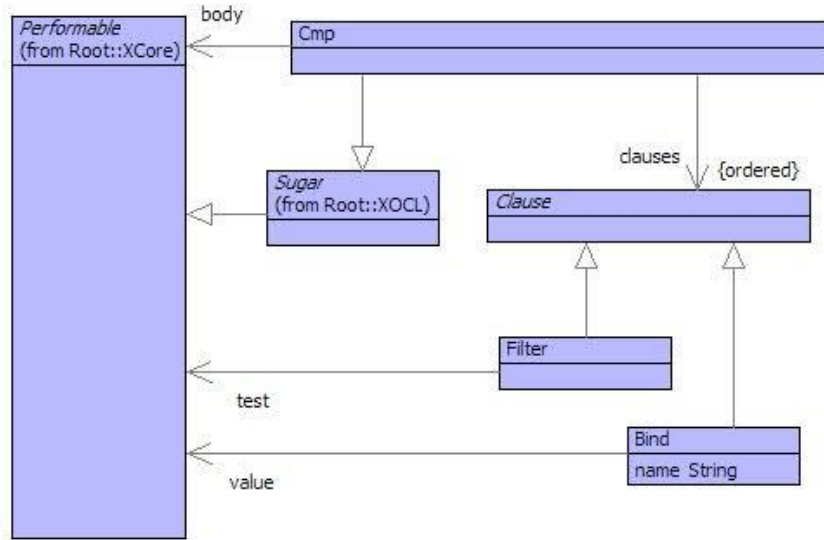 body
Performable
(from Root::XCore)
Cmp
clauses
{ordered}
Sugar
(from Root::XOCL)
Clause
Filter
test
Bind
name String
value